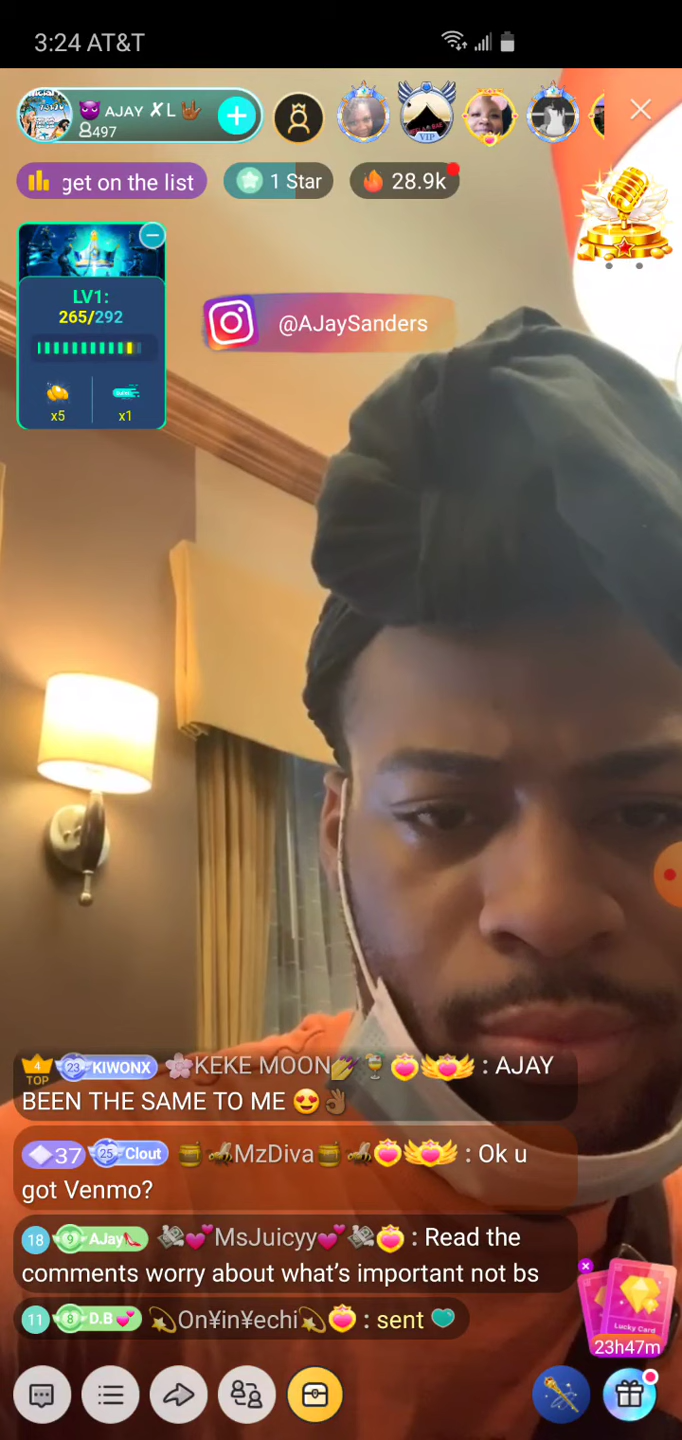 3:24 AT&T
😈 AJAY ✗L 🤟🏾
497
VIP
get on the list
1 Star
28.9k
LV1:
265/292
x5
x1
@AJaySanders
4 TOP 23 KIWONX 🌸KEKE MOON💅🍹 : AJAY
BEEN THE SAME TO ME 😍👌🏾
37 25 Clout 🍯🐝MzDiva🍯🐝 : Ok u
got Venmo?
18 9 AJay👠 💸💕MsJuicyy💕💸 : Read the
comments worry about what's important not bs
11 8 D.B 💕 💫On¥in¥echi💫 : sent
Lucky Card
23h47m